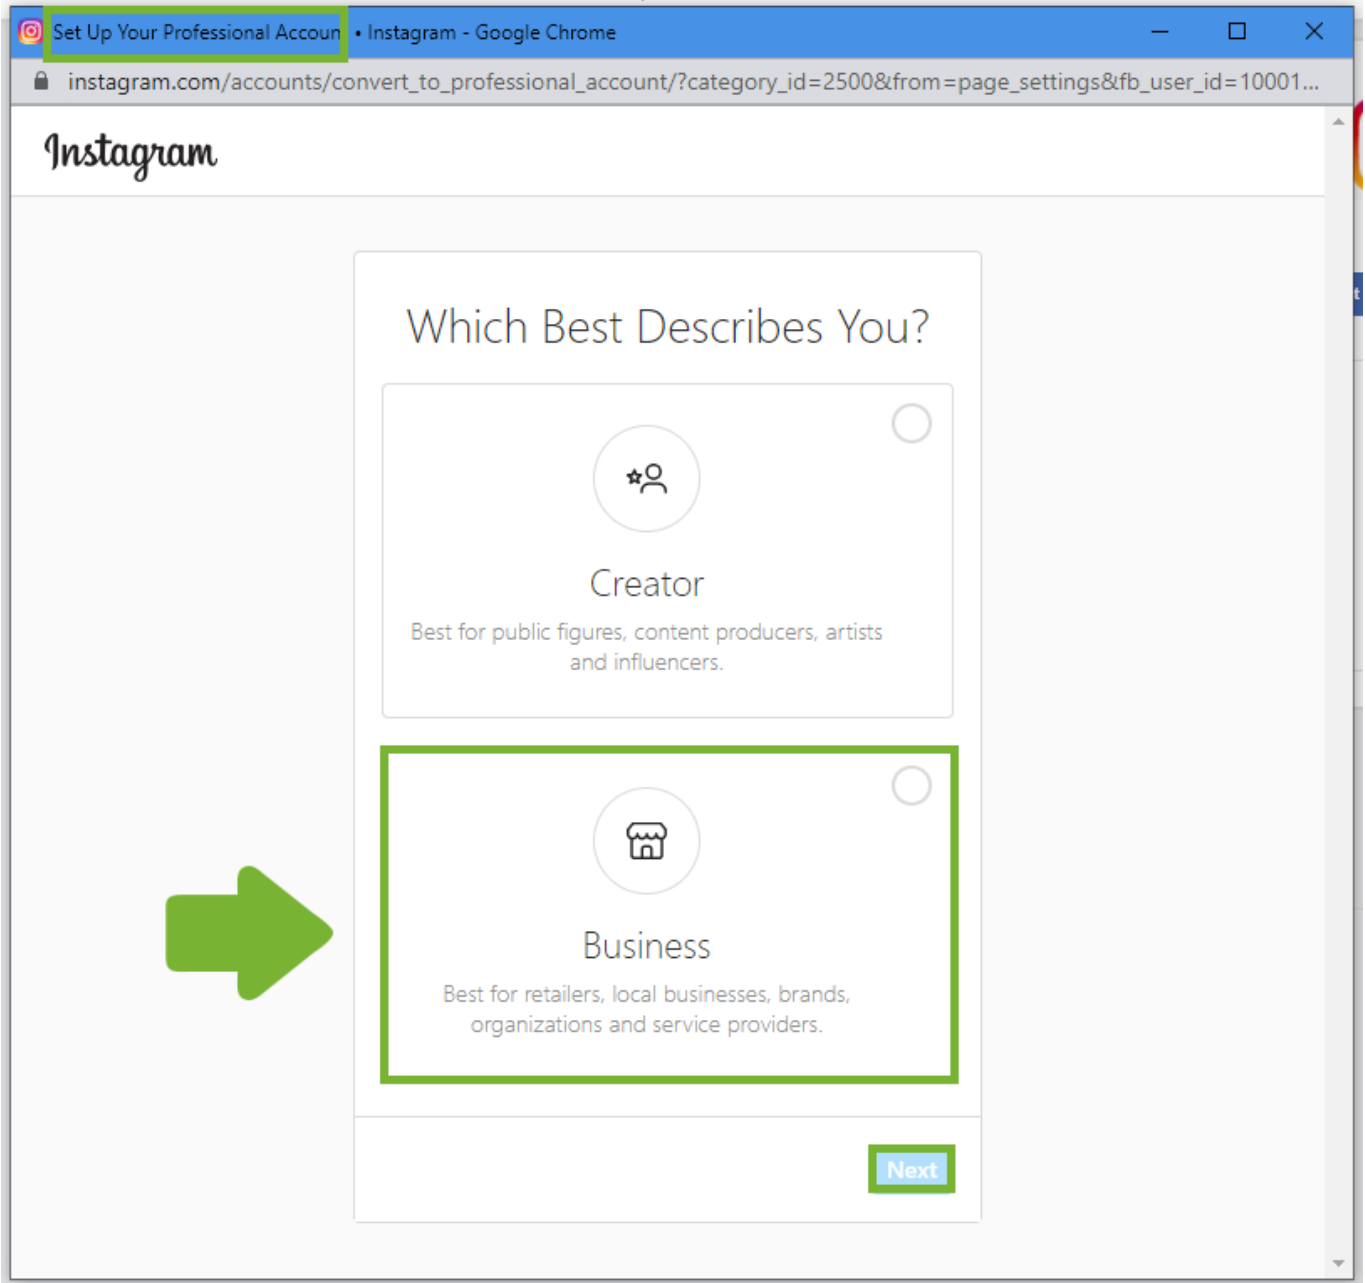 Set Up Your Professional Accoun • Instagram - Google Chrome
instagram.com/accounts/convert_to_professional_account/?category_id=2500&from=page_settings&fb_user_id=10001...
Instagram
Which Best Describes You?
Creator
Best for public figures, content producers, artists
and influencers.
Business
Best for retailers, local businesses, brands,
organizations and service providers.
Next